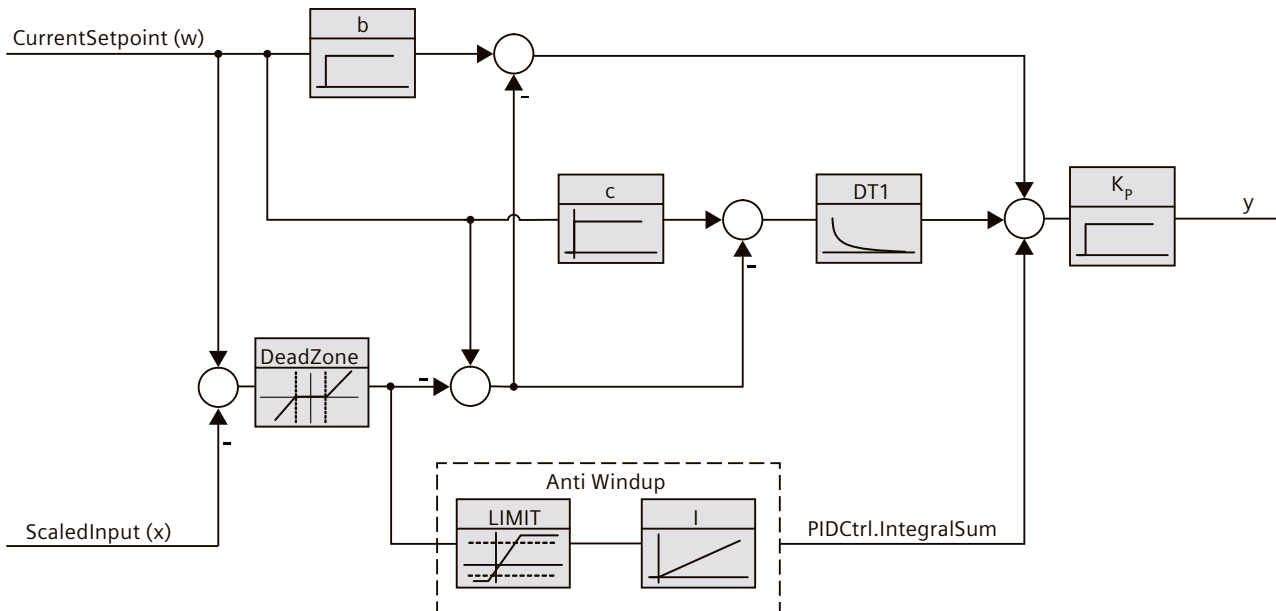 b
CurrentSetpoint (w)
-
c
DT1
K_P
y
-
DeadZone
-
-
Anti Windup
LIMIT
I
ScaledInput (x)
PIDCtrl.IntegralSum